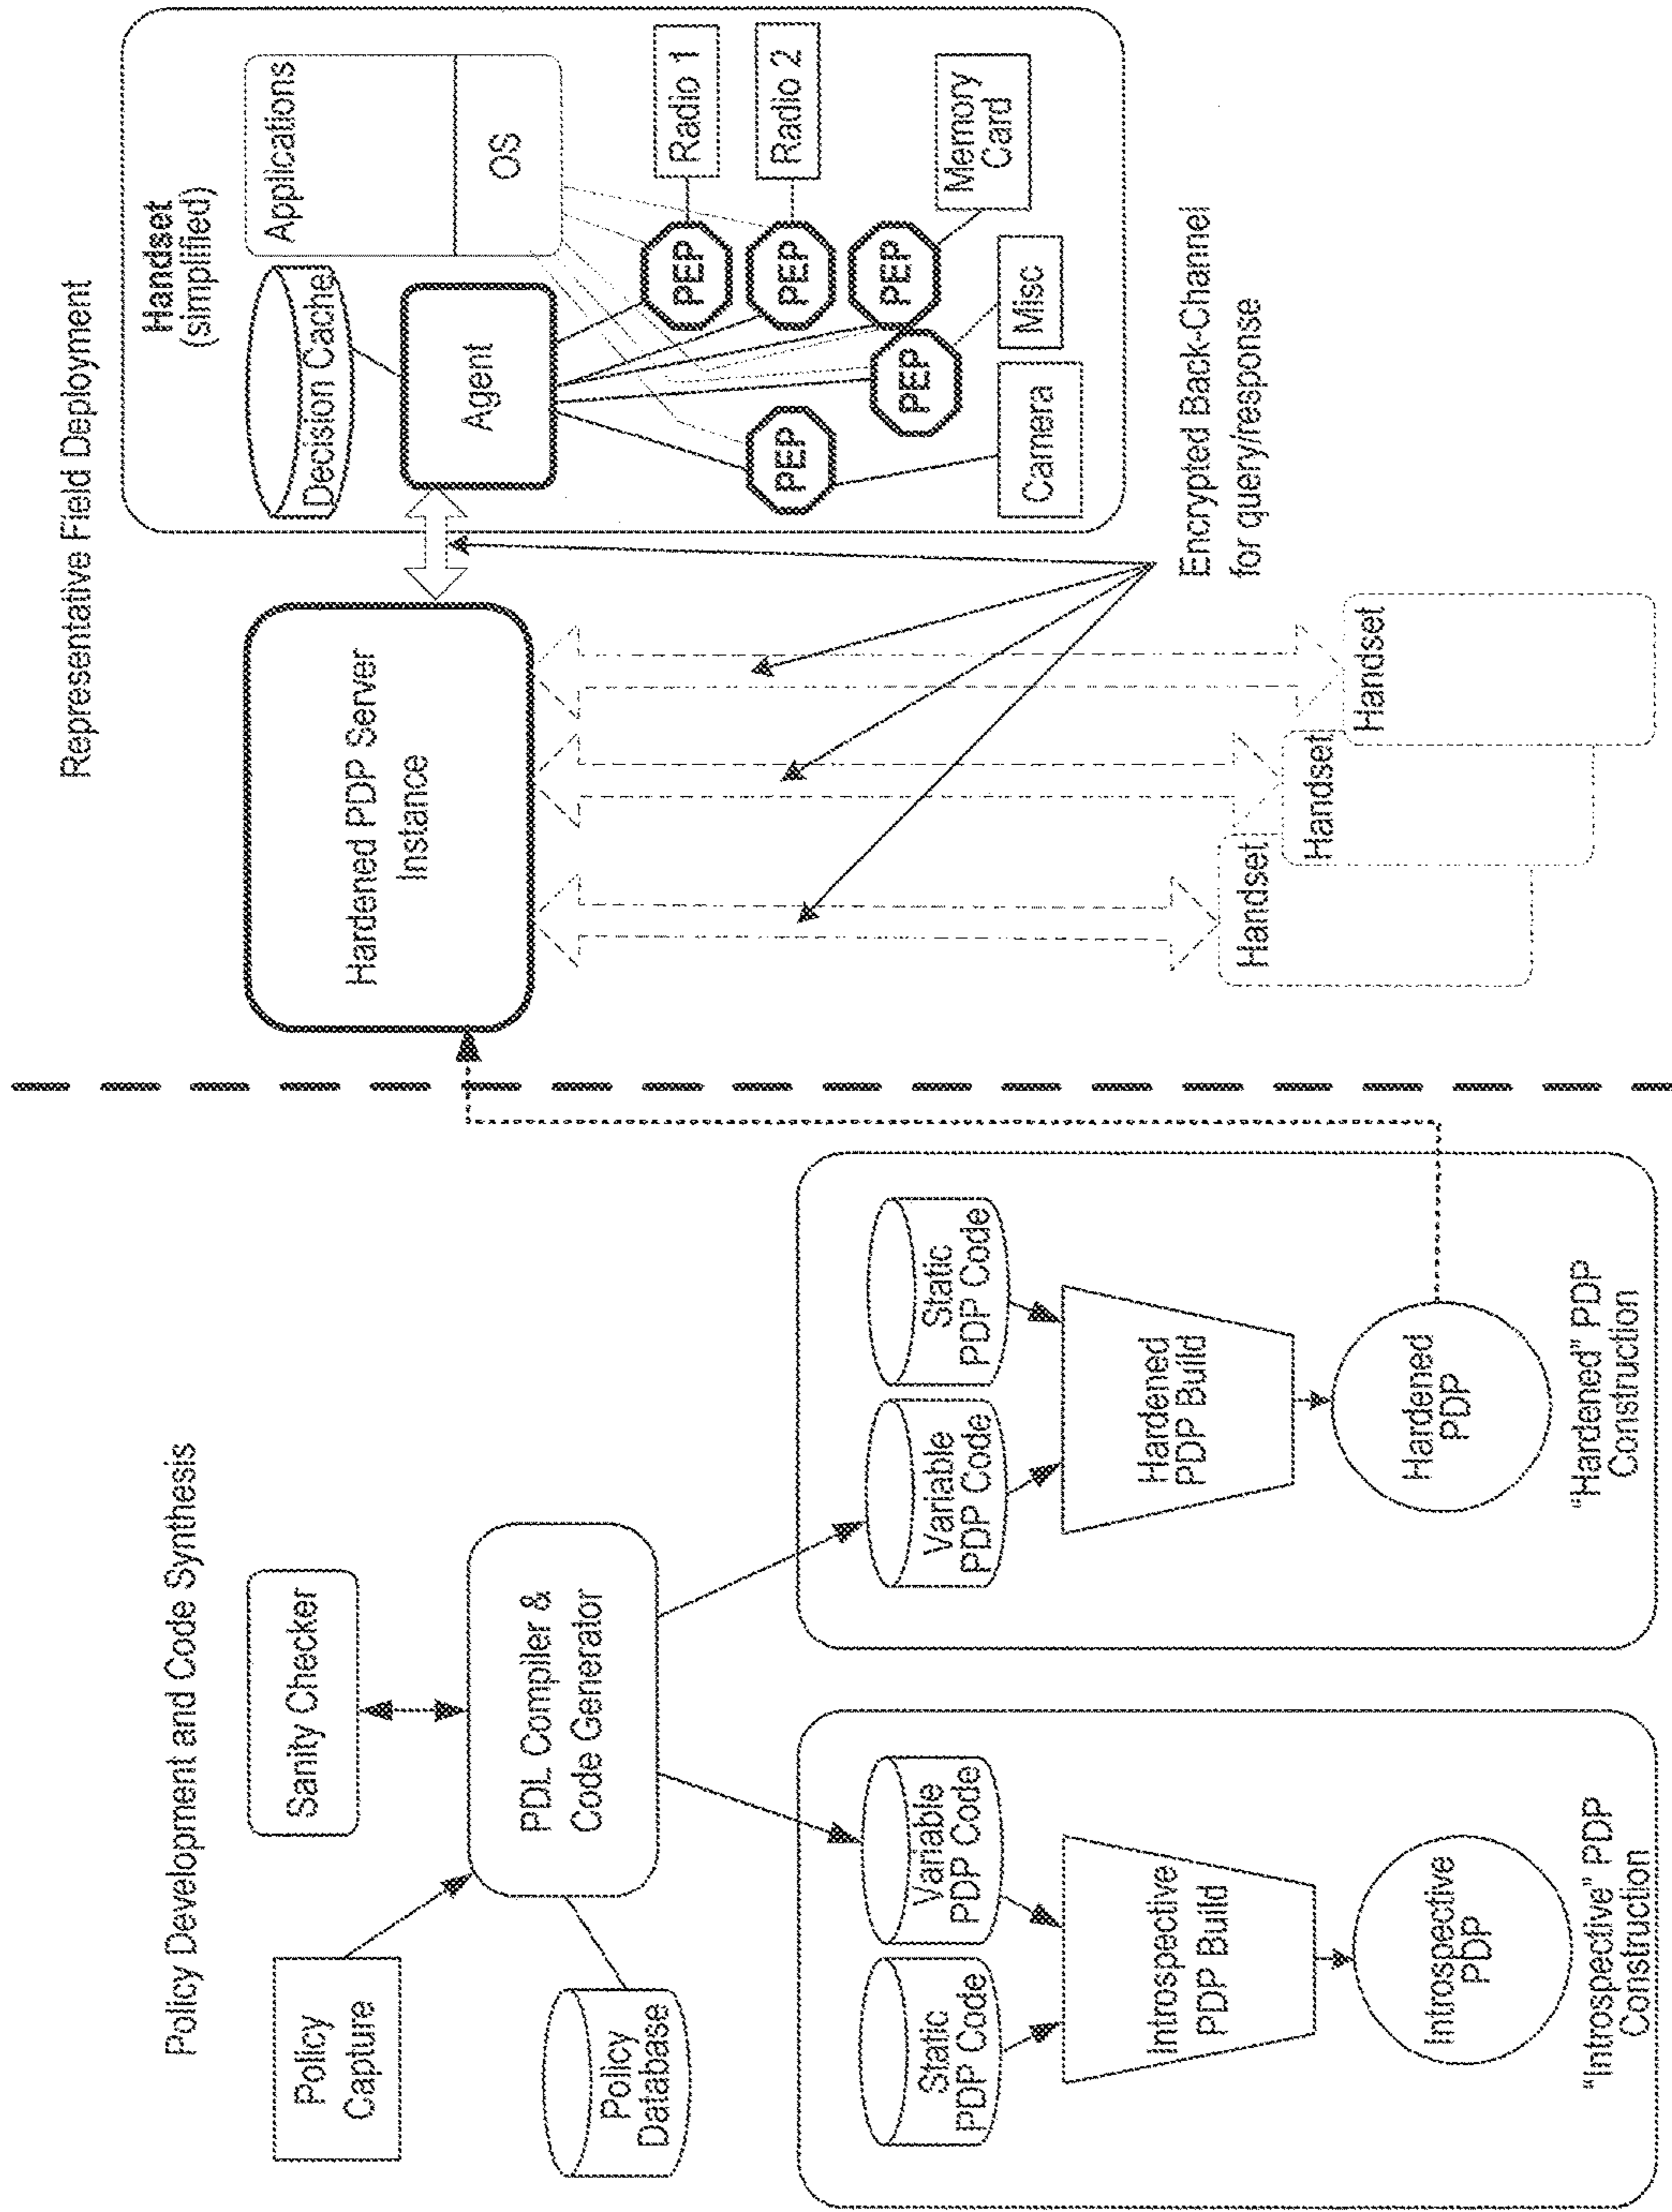 Policy Development and Code Synthesis
Policy
Capture
Sanity Checker
Policy
Database
PDL Compiler &
Code Generator
Static
PDP Code
Variable
PDP Code
Introspective
PDP Build
Introspective
PDP
"Introspective" PDP
Construction
Variable
PDP Code
Static
PDP Code
Hardened
PDP Build
Hardened
PDP
"Hardened" PDP
Construction
Representative Field Deployment
Hardened PDP Server
Instance
Handset
(simplified)
Decision Cache
Applications
OS
Agent
PEP
PEP
PEP
PEP
PEP
Radio 1
Radio 2
Memory
Card
Misc
Camera
Encrypted Back-Channel
for query/response
Handset
Handset
Handset